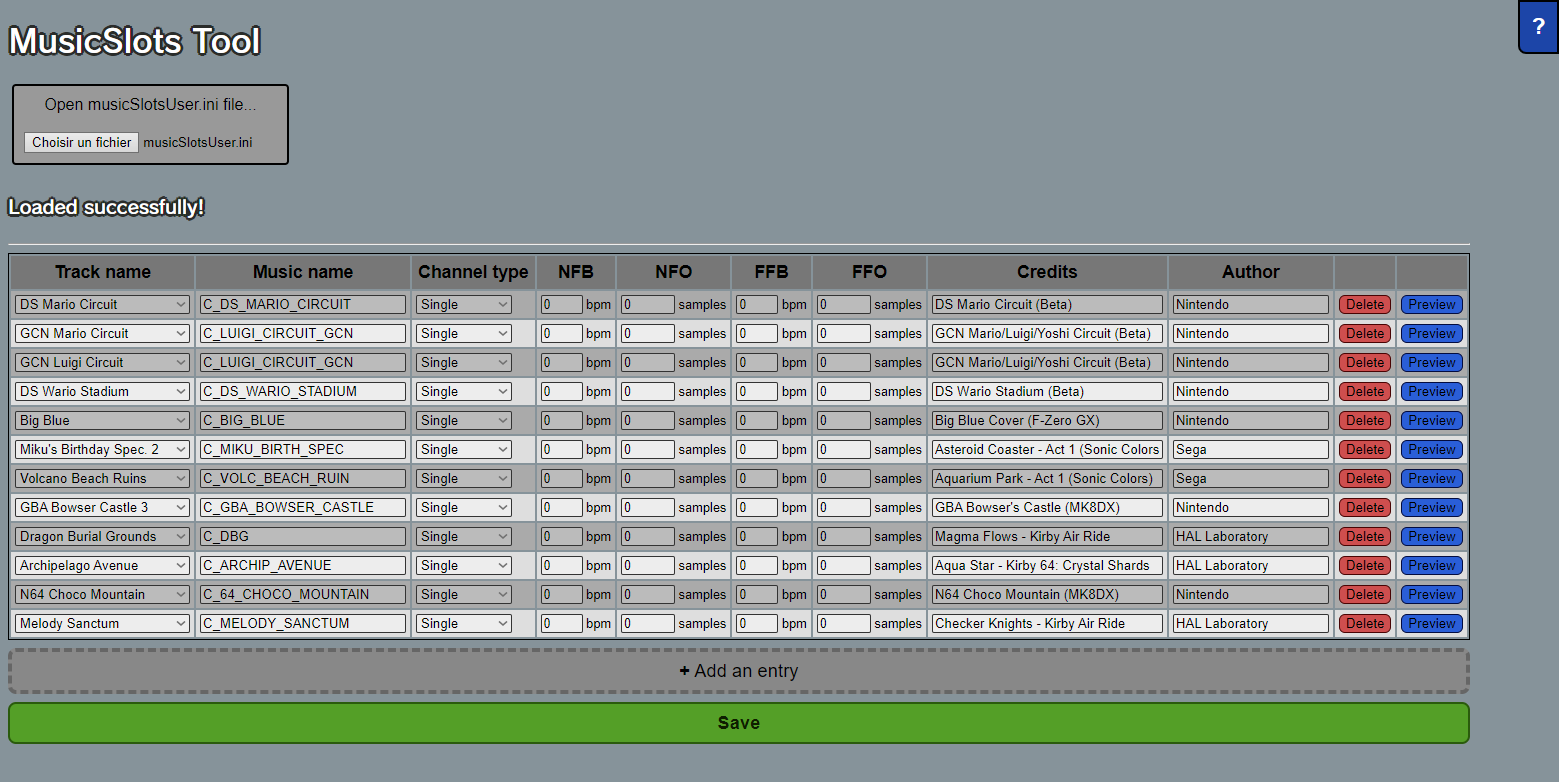 MusicSlots Tool
?
Open musicSlotsUser.ini file...
Choisir un fichier musicSlotsUser.ini
Loaded successfully!
Track name Music name Channel type NFB NFO FFB FFO Credits Author
DS Mario Circuit C_DS_MARIO_CIRCUIT Single 0 bpm 0 samples 0 bpm 0 samples DS Mario Circuit (Beta) Nintendo Delete Preview
GCN Mario Circuit C_LUIGI_CIRCUIT_GCN Single 0 bpm 0 samples 0 bpm 0 samples GCN Mario/Luigi/Yoshi Circuit (Beta) Nintendo Delete Preview
GCN Luigi Circuit C_LUIGI_CIRCUIT_GCN Single 0 bpm 0 samples 0 bpm 0 samples GCN Mario/Luigi/Yoshi Circuit (Beta) Nintendo Delete Preview
DS Wario Stadium C_DS_WARIO_STADIUM Single 0 bpm 0 samples 0 bpm 0 samples DS Wario Stadium (Beta) Nintendo Delete Preview
Big Blue C_BIG_BLUE Single 0 bpm 0 samples 0 bpm 0 samples Big Blue Cover (F-Zero GX) Nintendo Delete Preview
Miku's Birthday Spec. 2 C_MIKU_BIRTH_SPEC Single 0 bpm 0 samples 0 bpm 0 samples Asteroid Coaster - Act 1 (Sonic Colors Sega Delete Preview
Volcano Beach Ruins C_VOLC_BEACH_RUIN Single 0 bpm 0 samples 0 bpm 0 samples Aquarium Park - Act 1 (Sonic Colors) Sega Delete Preview
GBA Bowser Castle 3 C_GBA_BOWSER_CASTLE Single 0 bpm 0 samples 0 bpm 0 samples GBA Bowser's Castle (MK8DX) Nintendo Delete Preview
Dragon Burial Grounds C_DBG Single 0 bpm 0 samples 0 bpm 0 samples Magma Flows - Kirby Air Ride HAL Laboratory Delete Preview
Archipelago Avenue C_ARCHIP_AVENUE Single 0 bpm 0 samples 0 bpm 0 samples Aqua Star - Kirby 64: Crystal Shards HAL Laboratory Delete Preview
N64 Choco Mountain C_64_CHOCO_MOUNTAIN Single 0 bpm 0 samples 0 bpm 0 samples N64 Choco Mountain (MK8DX) Nintendo Delete Preview
Melody Sanctum C_MELODY_SANCTUM Single 0 bpm 0 samples 0 bpm 0 samples Checker Knights - Kirby Air Ride HAL Laboratory Delete Preview
+ Add an entry
Save